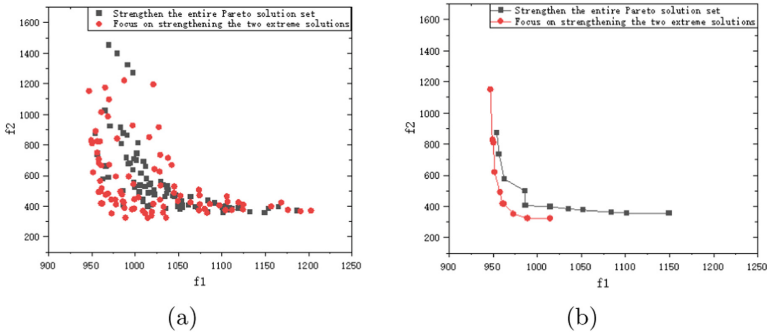 Strengthen the entire Pareto solution set
Focus on strengthening the two extreme solutions
1600
1400
1200
1000
800
600
400
200
f2
900 950 1000 1050 1100 1150 1200 1250
f1
(a)
Strengthen the entire Pareto solution set
Focus on strengthening the two extreme solutions
1600
1400
1200
1000
800
600
400
200
f2
900 950 1000 1050 1100 1150 1200 1250
f1
(b)